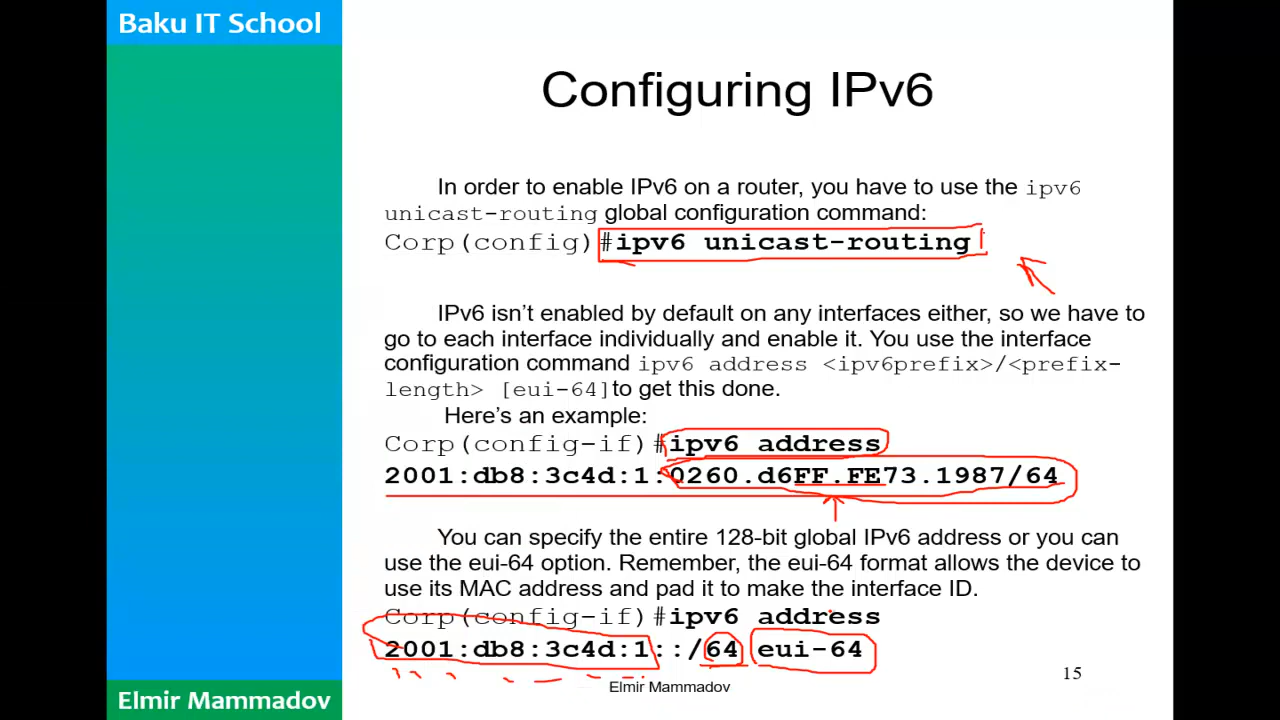 Baku IT School
Configuring IPv6
In order to enable IPv6 on a router, you have to use the ipv6
unicast-routing global configuration command:
Corp(config)#ipv6 unicast-routing
IPv6 isn’t enabled by default on any interfaces either, so we have to
go to each interface individually and enable it. You use the interface
configuration command ipv6 address <ipv6prefix>/<prefix-
length> [eui-64]to get this done.
Here’s an example:
Corp(config-if)#ipv6 address
2001:db8:3c4d:1:0260.d6FF.FE73.1987/64
You can specify the entire 128-bit global IPv6 address or you can
use the eui-64 option. Remember, the eui-64 format allows the device to
use its MAC address and pad it to make the interface ID.
Corp(config-if)#ipv6 address
2001:db8:3c4d:1::/64 eui-64
15
Elmir Mammadov
Elmir Mammadov